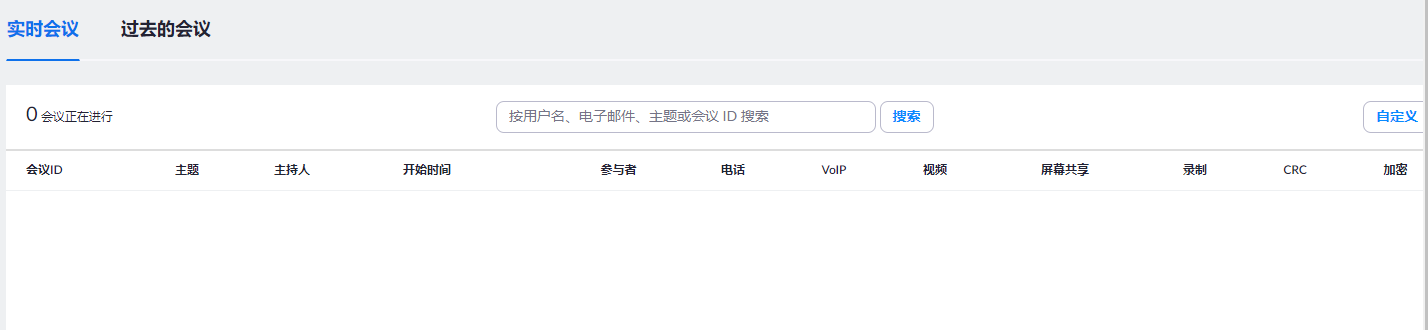 实时会议 过去的会议
0 会议正在进行 按用户名、电子邮件、主题或会议 ID 搜索 搜索 自定义
会议ID 主题 主持人 开始时间 参与者 电话 VoIP 视频 屏幕共享 录制 CRC 加密